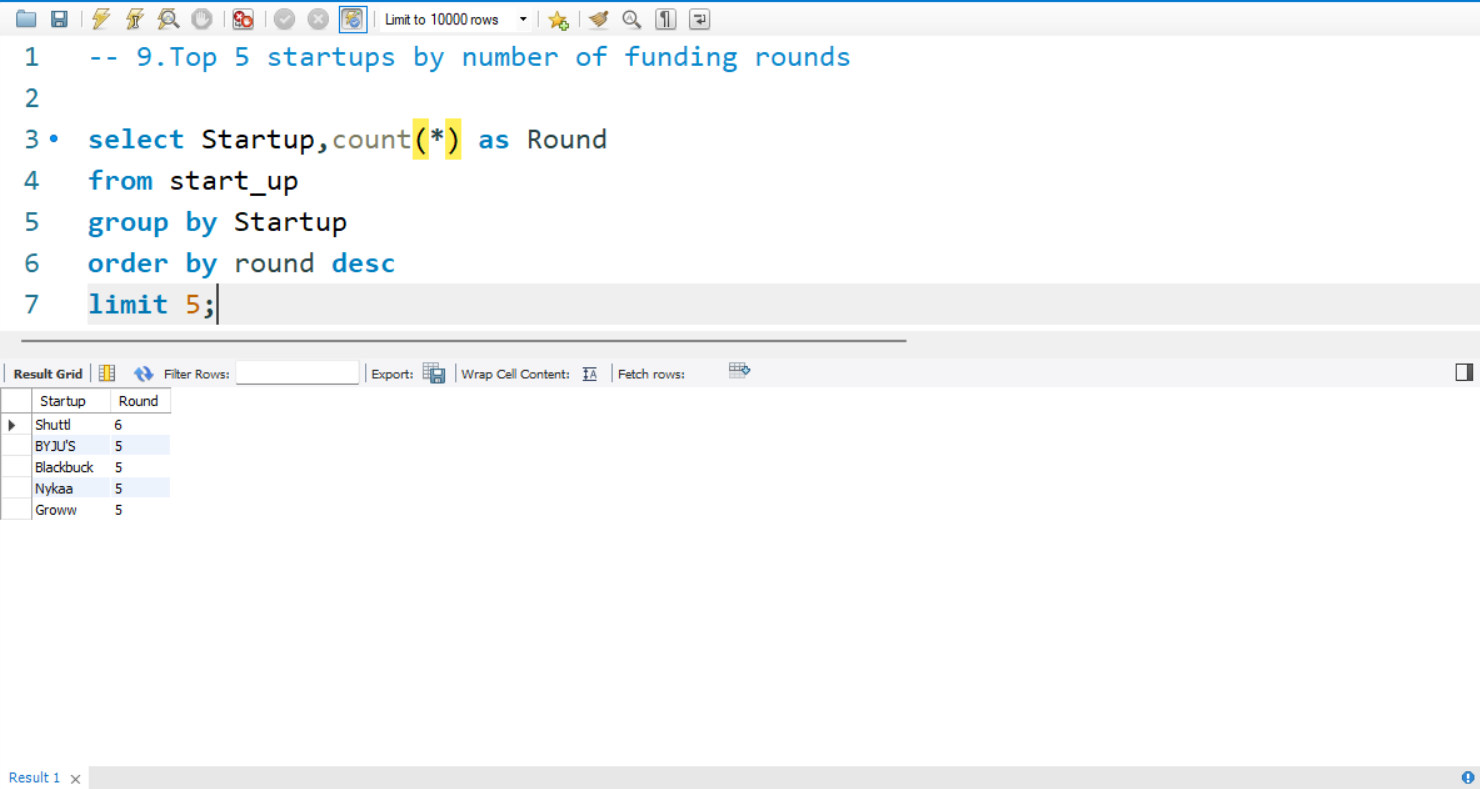 Limit to 10000 rows
1 -- 9.Top 5 startups by number of funding rounds
2
3 select Startup,count(*) as Round
4 from start_up
5 group by Startup
6 order by round desc
7 limit 5;
Result Grid Filter Rows: Export: Wrap Cell Content: Fetch rows:
Startup Round
Shuttl 6
BYJU'S 5
Blackbuck 5
Nykaa 5
Groww 5
Result 1